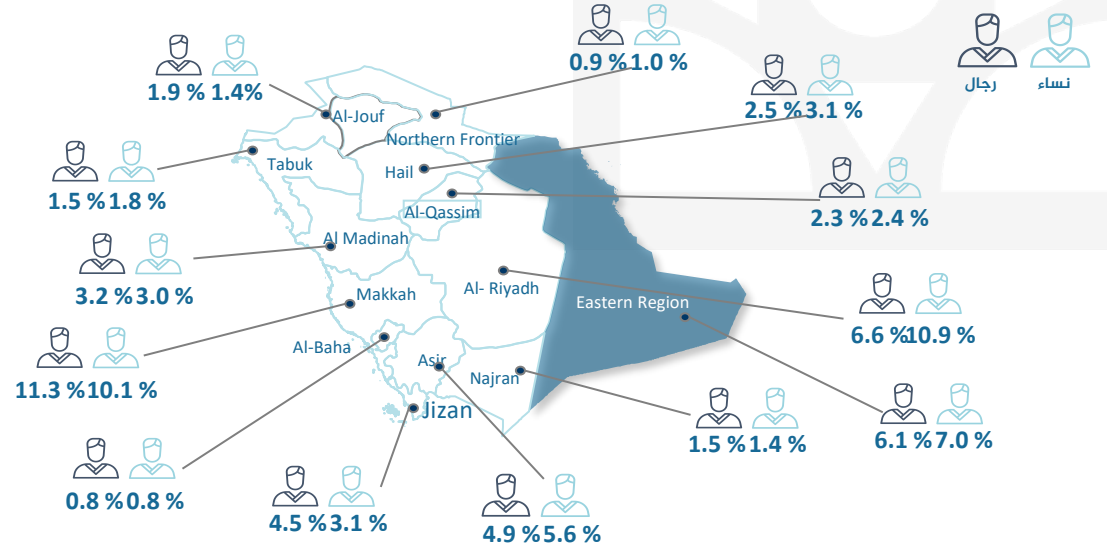 0.9 % 1.0 %
رجال نساء
1.9 % 1.4%
2.5 % 3.1 %
Al-Jouf
Northern Frontier
Tabuk
Hail
1.5 % 1.8 %
Al-Qassim
2.3 % 2.4 %
Al Madinah
3.2 % 3.0 %
Makkah
Al- Riyadh
Eastern Region
6.6 % 10.9 %
Al-Baha
Asir
Najran
11.3 % 10.1 %
Jizan
1.5 % 1.4 %
6.1 % 7.0 %
0.8 % 0.8 %
4.5 % 3.1 %
4.9 % 5.6 %